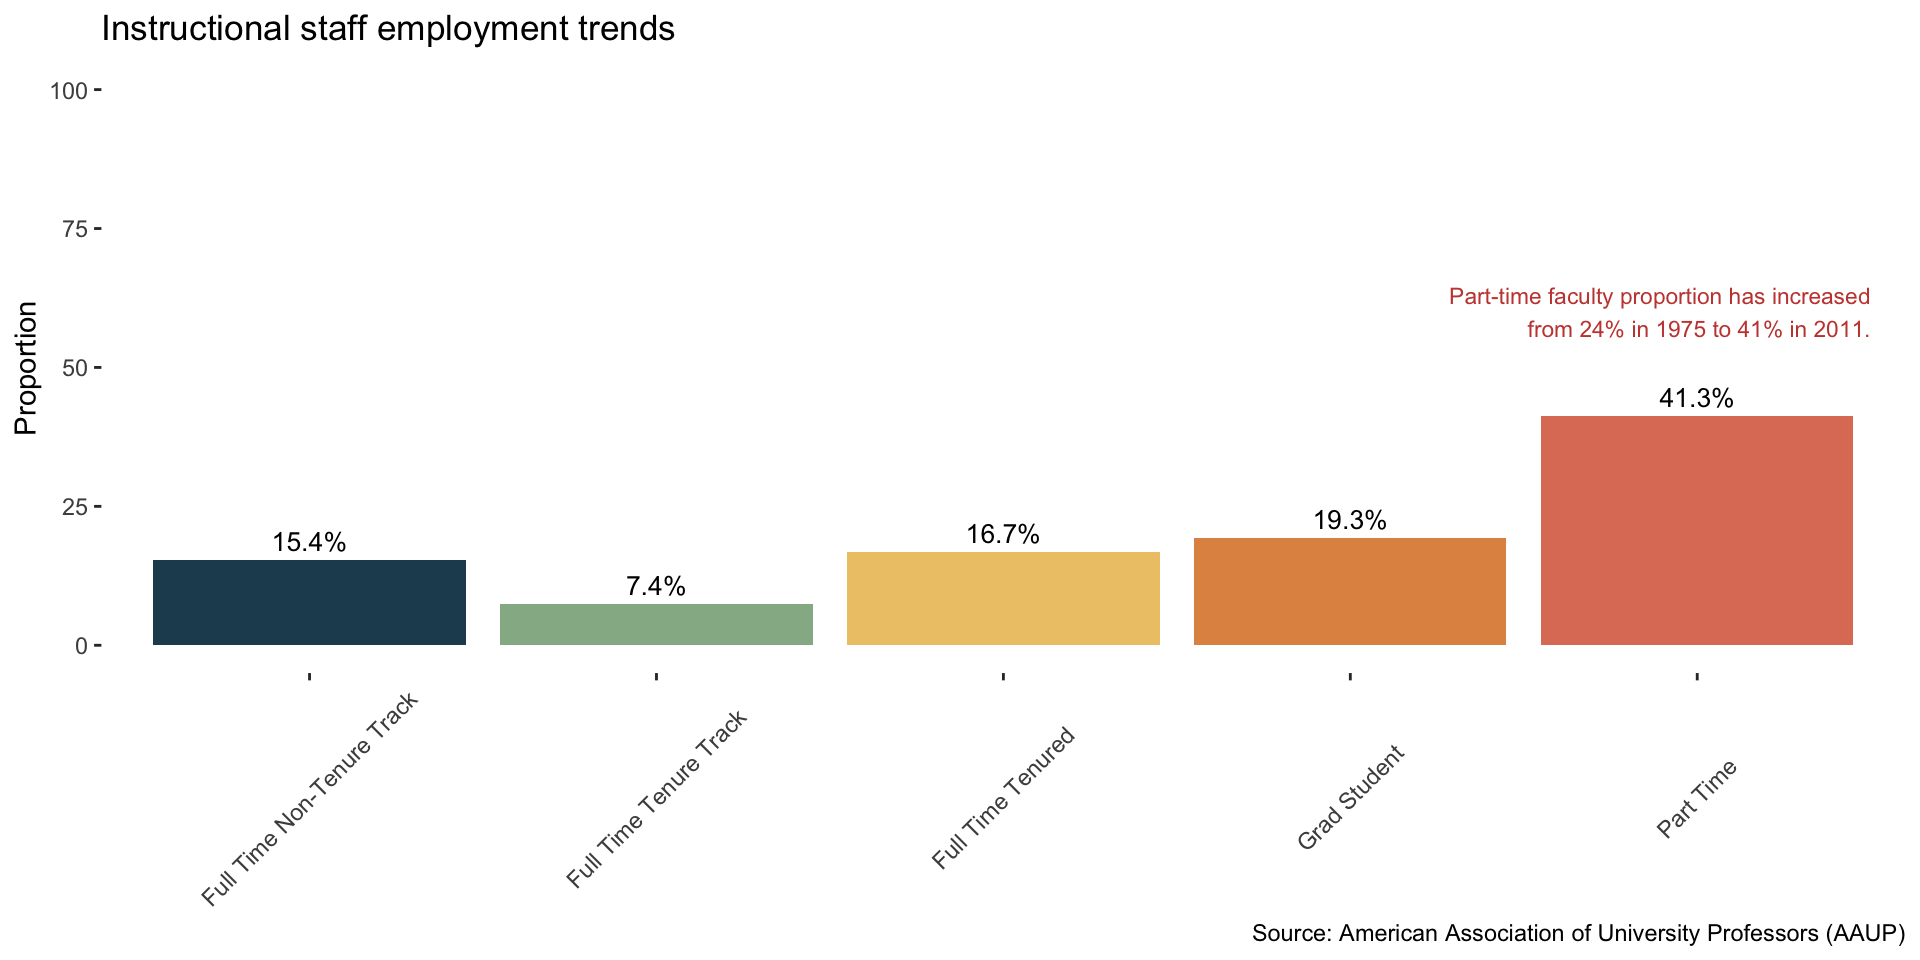 Instructional staff employment trends
Proportion
100
75
50
25
0
Part-time faculty proportion has increased
from 24% in 1975 to 41% in 2011.
15.4%
7.4%
16.7%
19.3%
41.3%
Full Time Non-Tenure Track
Full Time Tenure Track
Full Time Tenured
Grad Student
Part Time
Source: American Association of University Professors (AAUP)